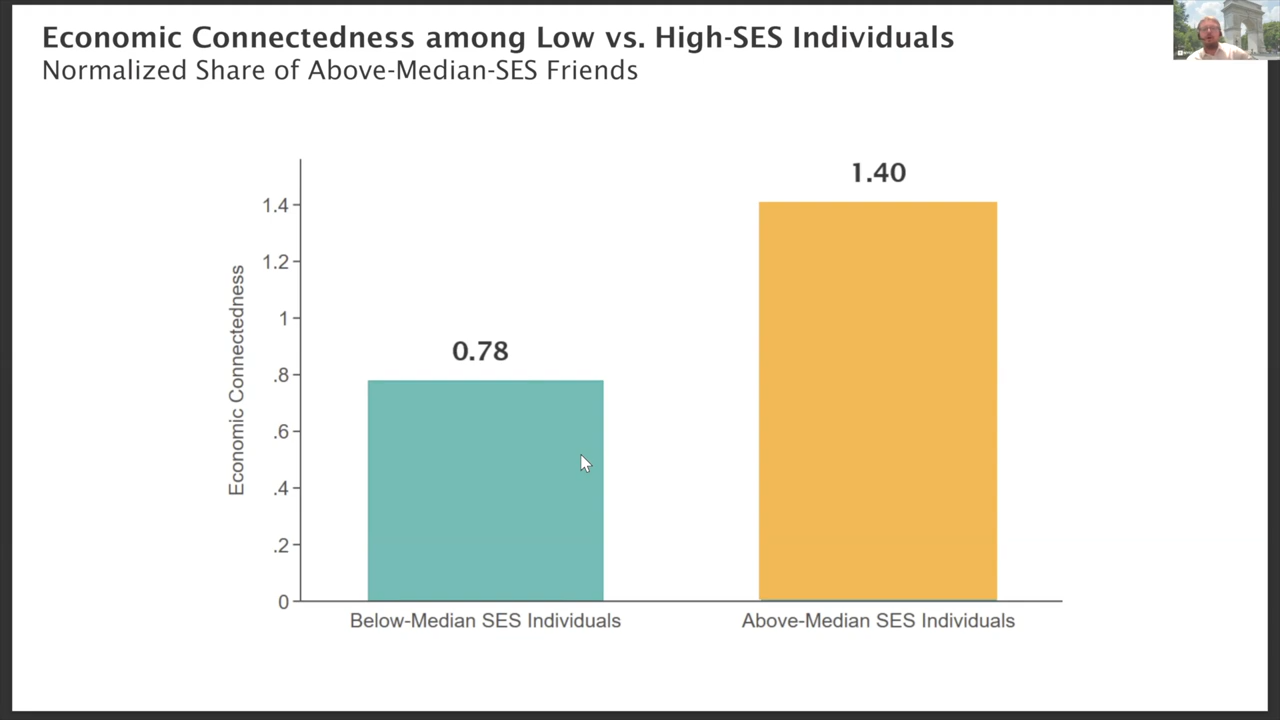 Economic Connectedness among Low vs. High-SES Individuals
Normalized Share of Above-Median-SES Friends
1.40
0.78
Economic Connectedness
1.4
1.2
1
.8
.6
.4
.2
0
Below-Median SES Individuals
Above-Median SES Individuals